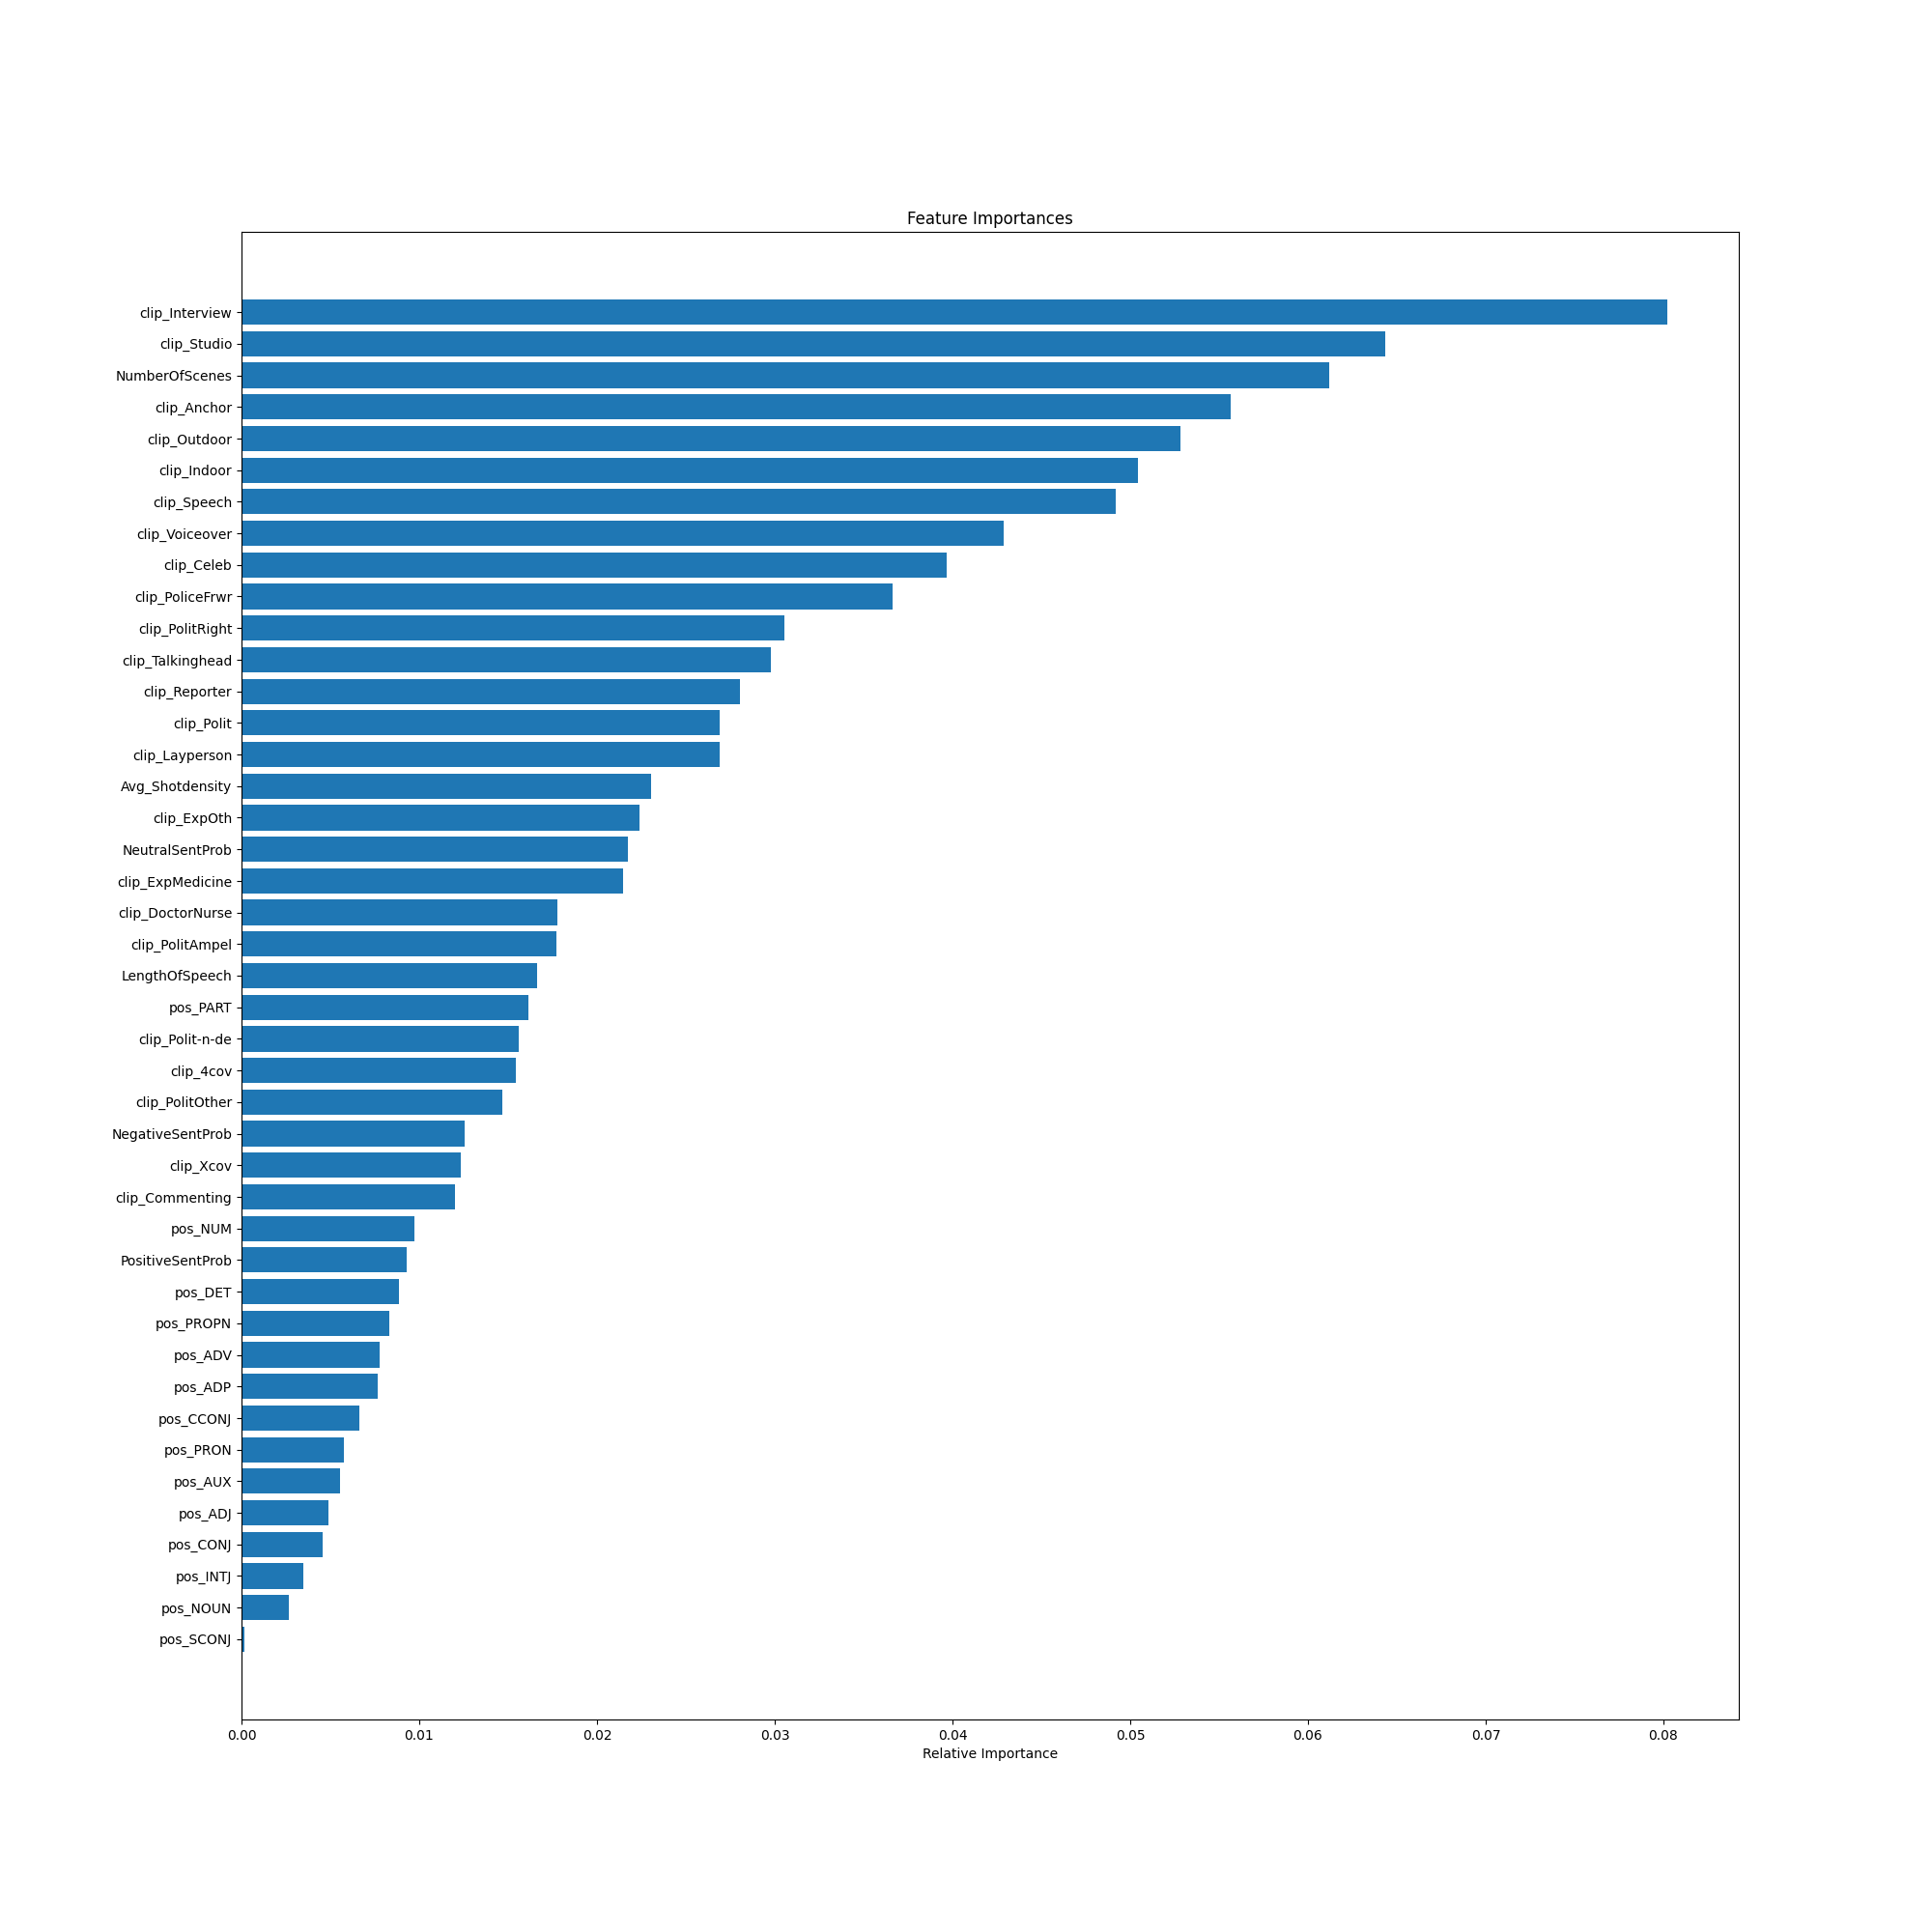 Feature Importances
clip_Interview
clip_Studio
NumberOfScenes
clip_Anchor
clip_Outdoor
clip_Indoor
clip_Speech
clip_Voiceover
clip_Celeb
clip_PoliceFrwr
clip_PolitRight
clip_Talkinghead
clip_Reporter
clip_Polit
clip_Layperson
Avg_Shotdensity
clip_ExpOth
NeutralSentProb
clip_ExpMedicine
clip_DoctorNurse
clip_PolitAmpel
LengthOfSpeech
pos_PART
clip_Polit-n-de
clip_4cov
clip_PolitOther
NegativeSentProb
clip_Xcov
clip_Commenting
pos_NUM
PositiveSentProb
pos_DET
pos_PROPN
pos_ADV
pos_ADP
pos_CCONJ
pos_PRON
pos_AUX
pos_ADJ
pos_CONJ
pos_INTJ
pos_NOUN
pos_SCONJ
0.00 0.01 0.02 0.03 0.04 0.05 0.06 0.07 0.08
Relative Importance